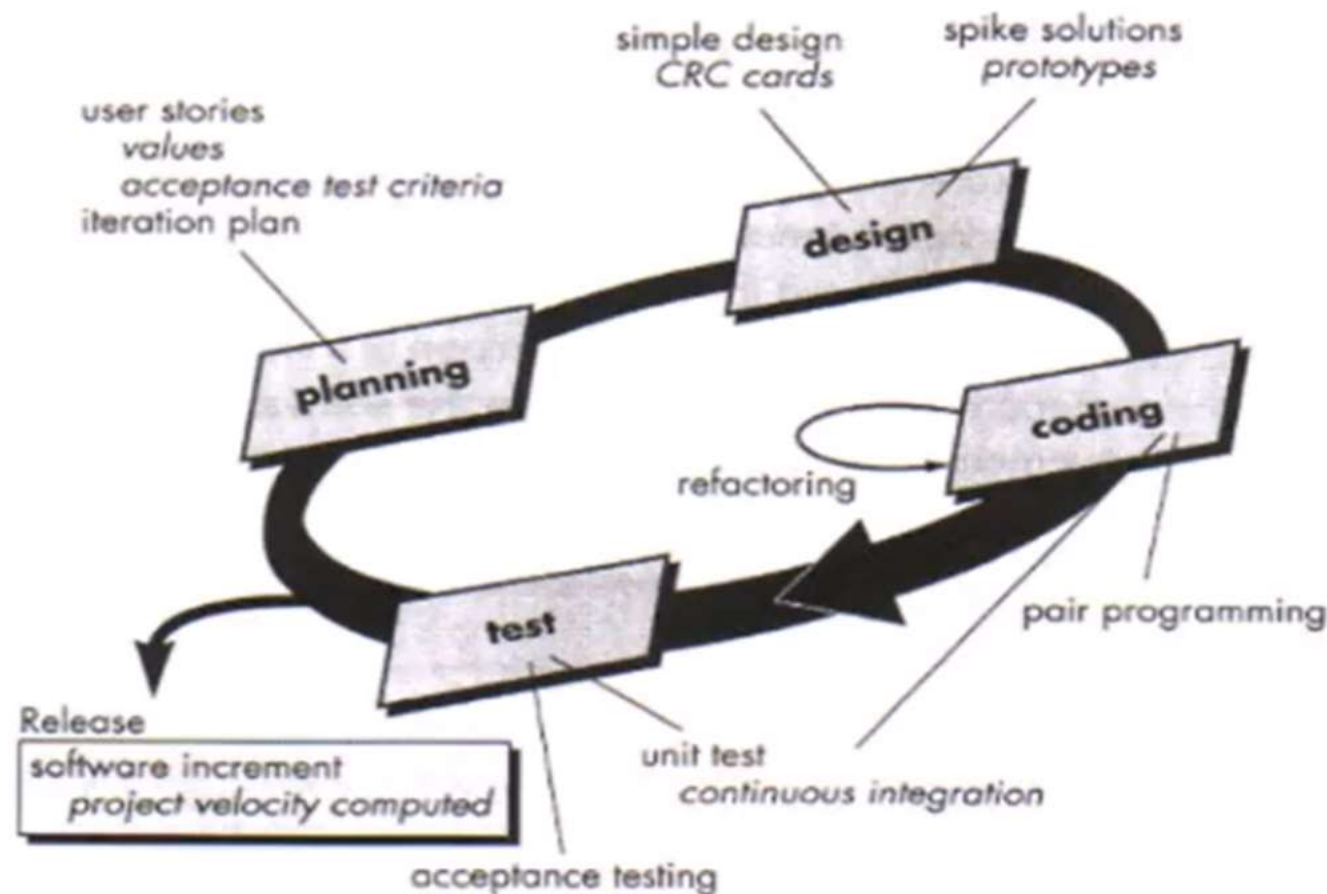 simple design
CRC cards
spike solutions
prototypes
user stories
values
acceptance test criteria
iteration plan
design
planning
coding
refactoring
pair programming
test
Release
software increment
project velocity computed
unit test
continuous integration
acceptance testing